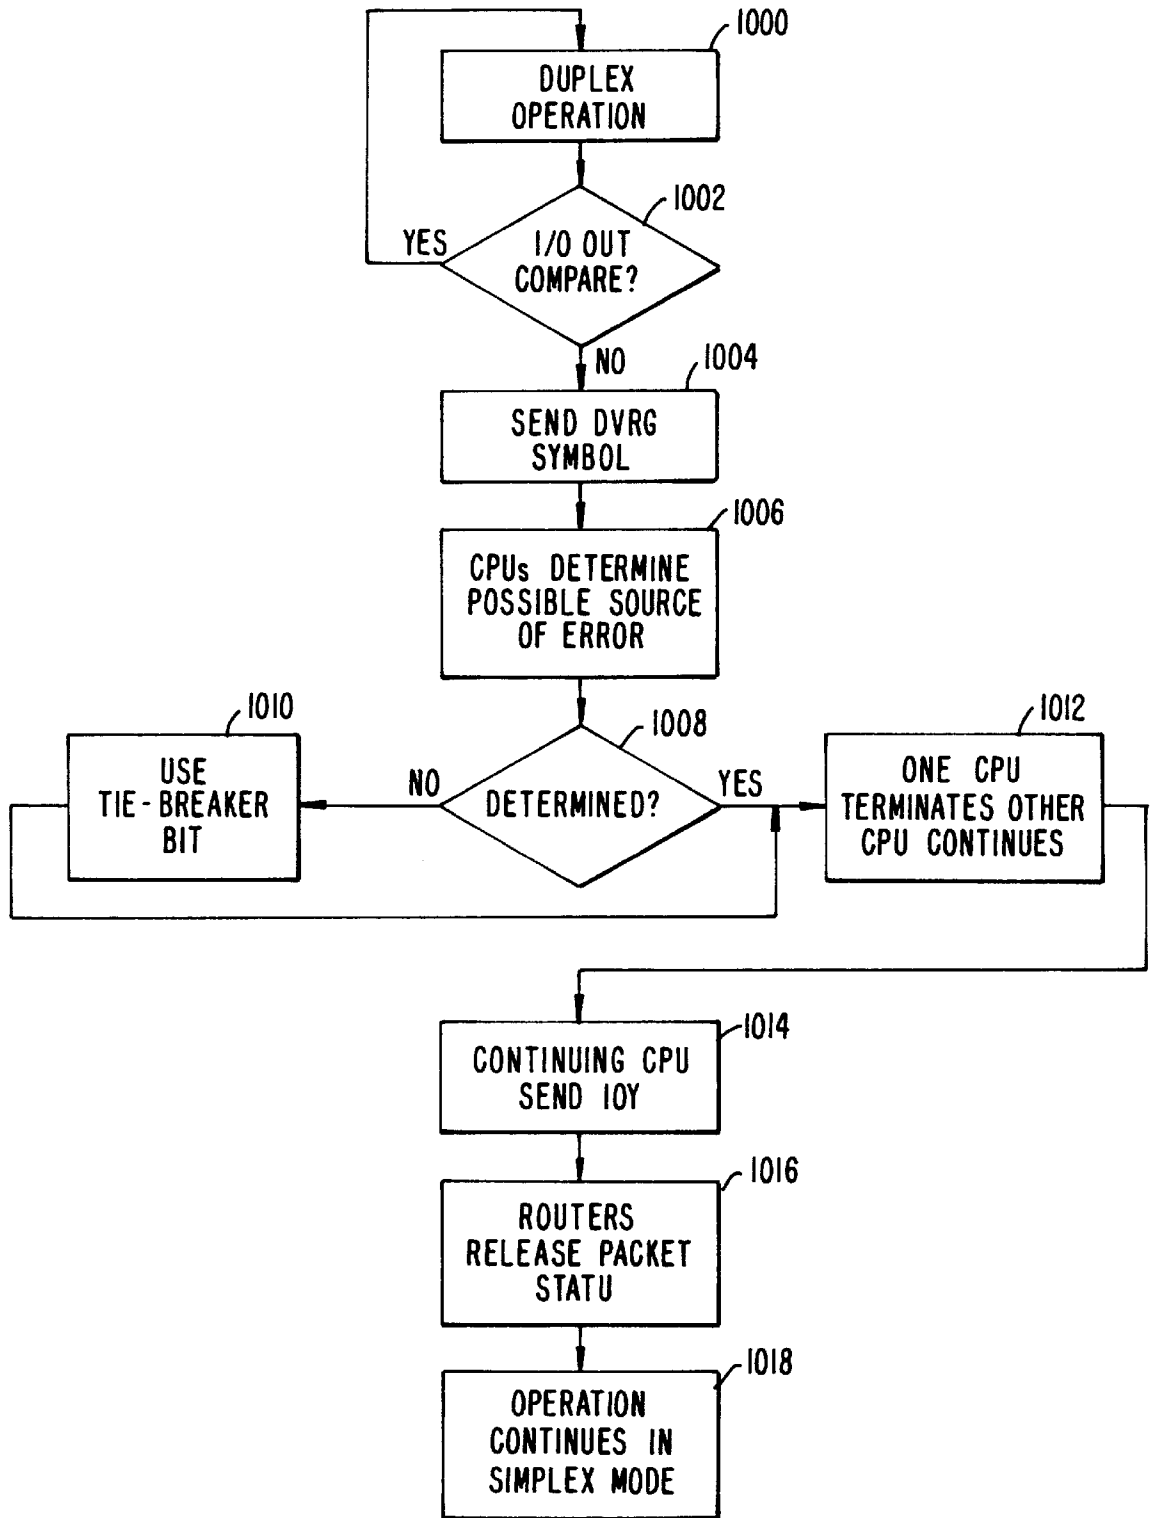 1000
DUPLEX
OPERATION
1002
YES
I/O OUT
COMPARE?
NO
1004
SEND DVRG
SYMBOL
1006
CPUs DETERMINE
POSSIBLE SOURCE
OF ERROR
1010
USE
TIE-BREAKER
BIT
1008
NO
DETERMINED?
YES
1012
ONE CPU
TERMINATES OTHER
CPU CONTINUES
1014
CONTINUING CPU
SEND IOY
1016
ROUTERS
RELEASE PACKET
STATU
1018
OPERATION
CONTINUES IN
SIMPLEX MODE